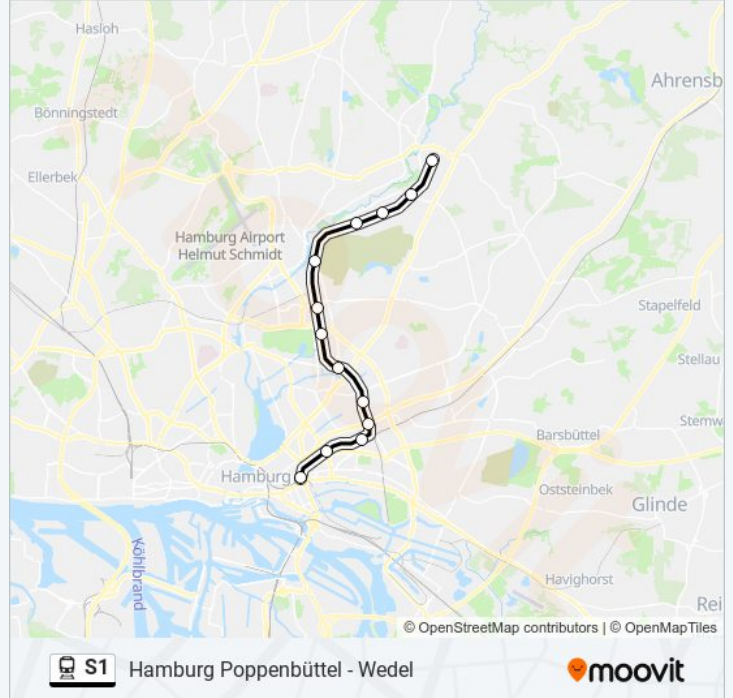 Hasloh
Ahrensb
Bönningstedt
Ellerbek
Hamburg Airport
Helmut Schmidt
Stapelfeld
Stellau
Stemw
Barsbüttel
Hamburg
Oststeinbek
Glinde
Köhlbrand
Havighorst
Rei
© OpenStreetMap contributors | © OpenMapTiles
S1 Hamburg Poppenbüttel - Wedel
moovit